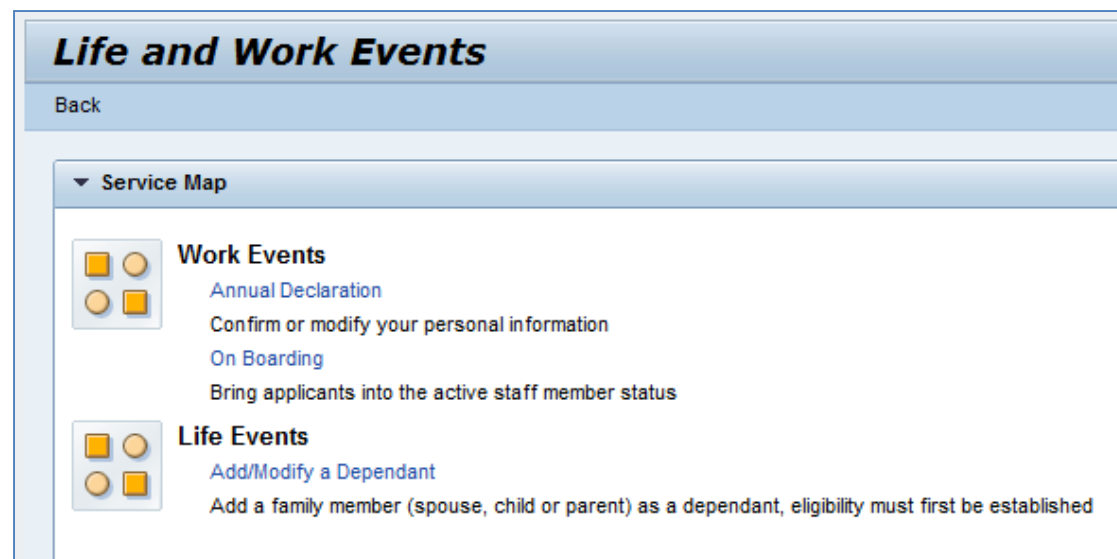 Life and Work Events
Back
Service Map
Work Events
Annual Declaration
Confirm or modify your personal information
On Boarding
Bring applicants into the active staff member status
Life Events
Add/Modify a Dependant
Add a family member (spouse, child or parent) as a dependant, eligibility must first be established